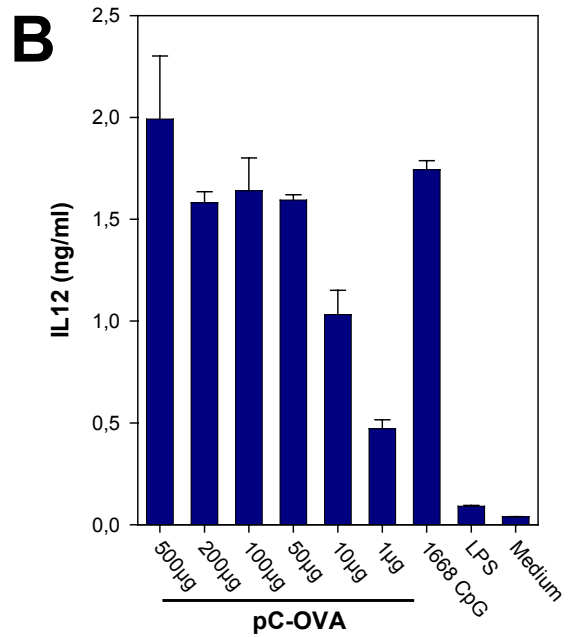 B
2,5
2,0
1,5
1,0
0,5
0,0
IL12 (ng/ml)
500µg
200µg
100µg
50µg
10µg
1µg
1668 CpG
LPS
Medium
pC-OVA